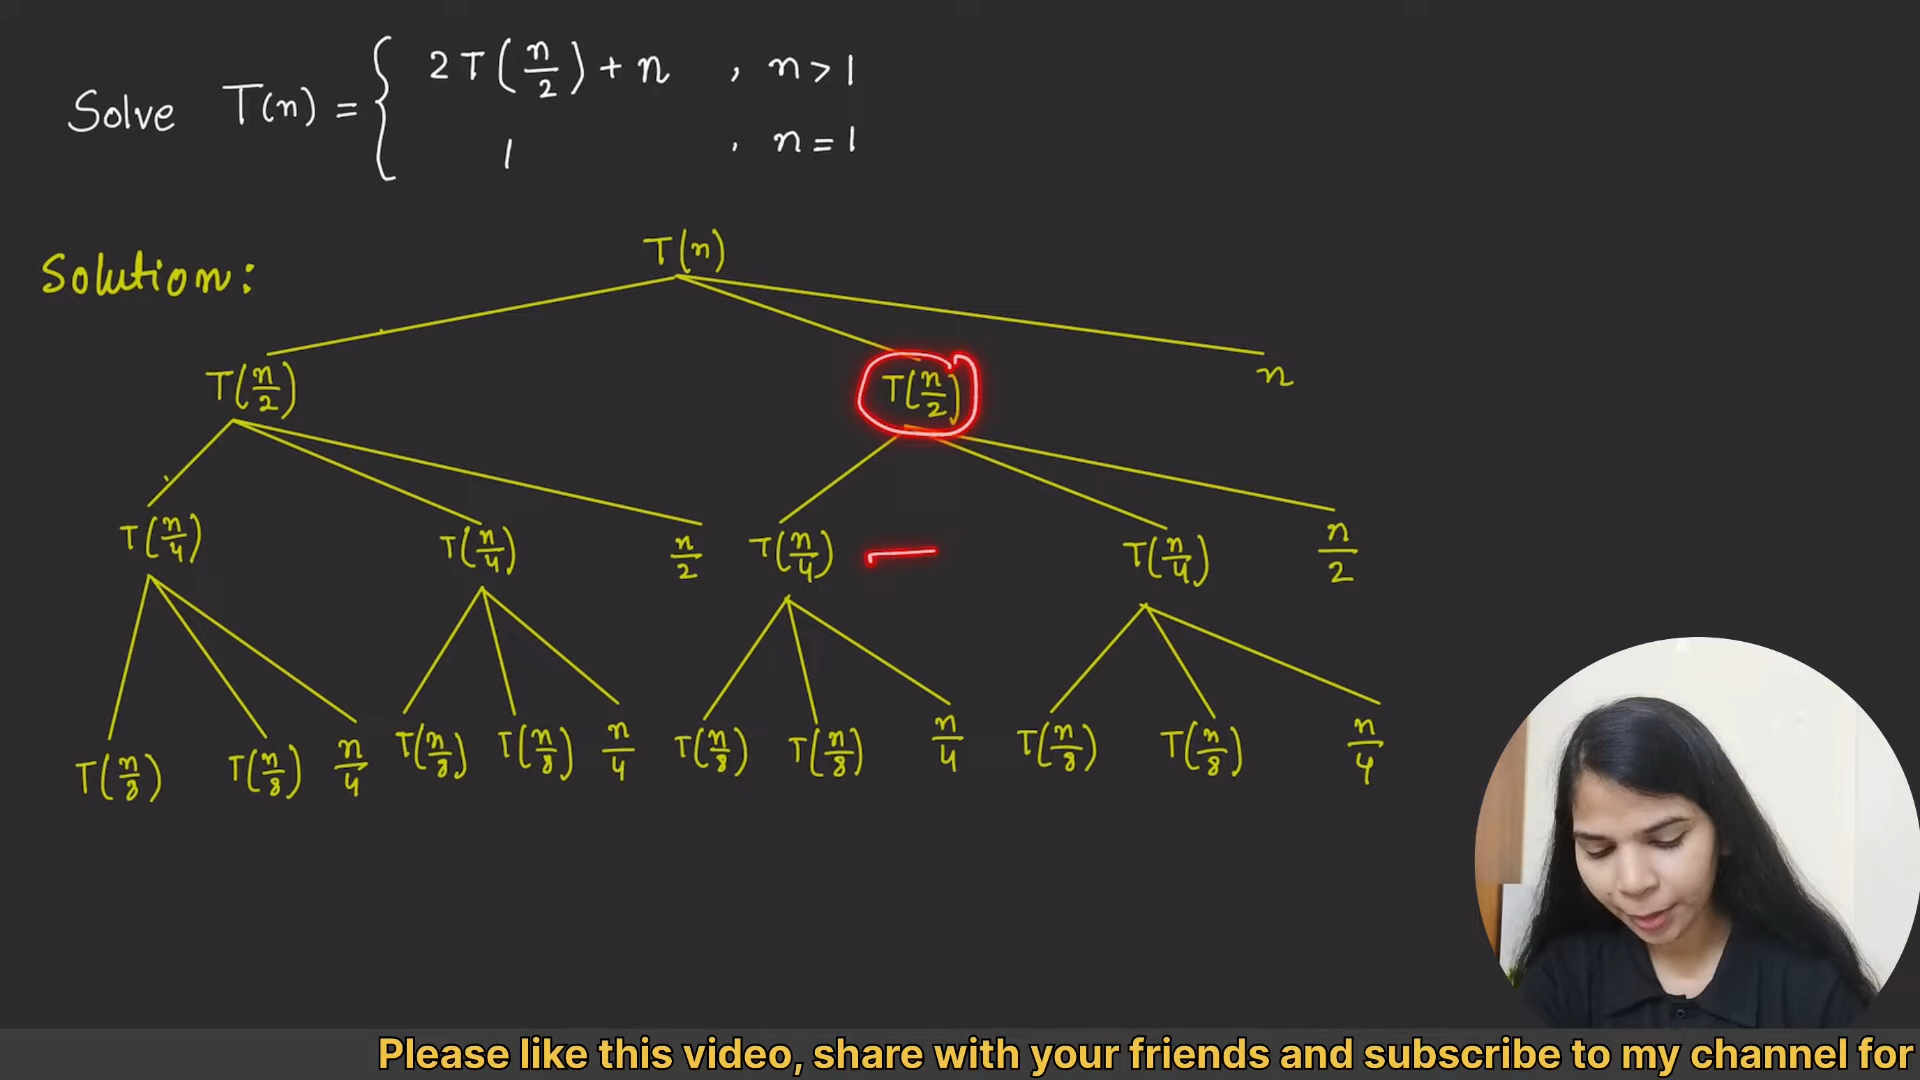 Solve T(n) = { 2T(n/2) + n , n > 1
1 , n = 1
Solution:
T(n)
T(n/2) T(n/2) n
T(n/4) T(n/4) n/2 T(n/4) T(n/4) n/2
T(n/8) T(n/8) n/4 T(n/8) T(n/8) n/4 T(n/8) T(n/8) n/4 T(n/8) T(n/8) n/4
Please like this video, share with your friends and subscribe to my channel for